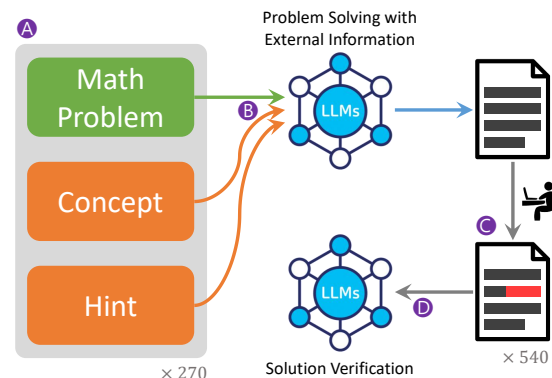 A
Problem Solving with
External Information
Math
Problem
B
LLMs
Concept
C
Hint
LLMs
D
× 270
Solution Verification
× 540